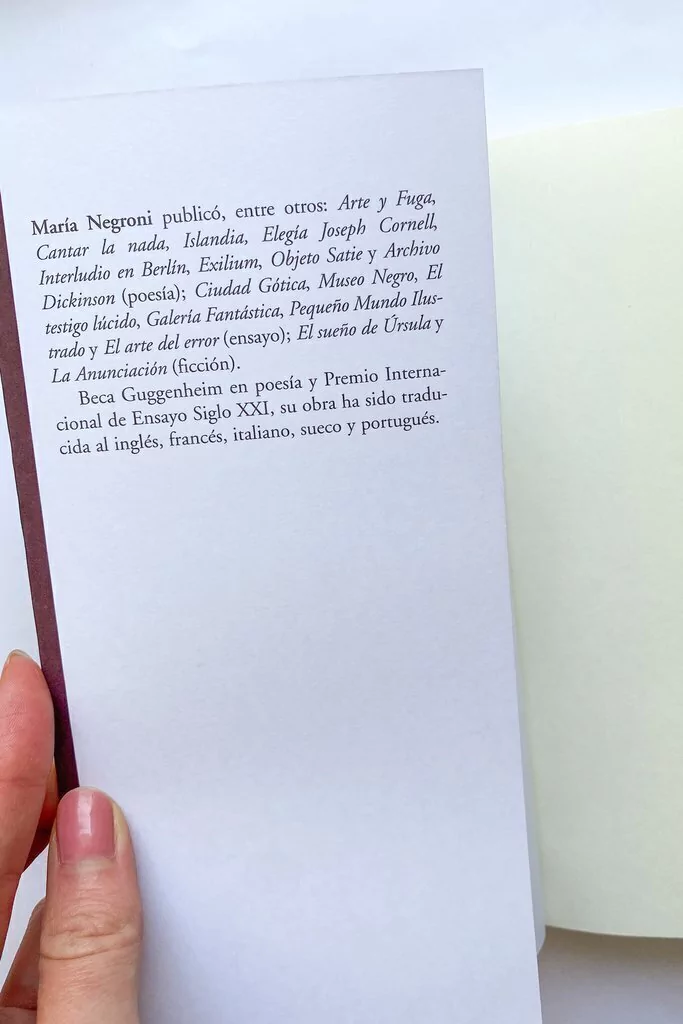 María Negroni publicó, entre otros: Arte y Fuga,
Cantar la nada, Islandia, Elegía Joseph Cornell,
Interludio en Berlín, Exilium, Objeto Satie y Archivo
Dickinson (poesía); Ciudad Gótica, Museo Negro, El
testigo lúcido, Galería Fantástica, Pequeño Mundo Ilus-
trado y El arte del error (ensayo); El sueño de Úrsula y
La Anunciación (ficción).
Beca Guggenheim en poesía y Premio Interna-
cional de Ensayo Siglo XXI, su obra ha sido tradu-
cida al inglés, francés, italiano, sueco y portugués.